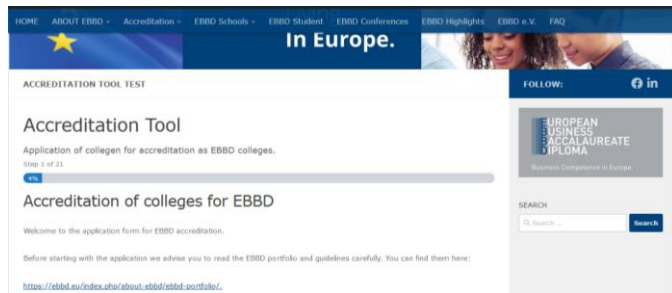 HOME ABOUT EBBD Accreditation EBBD Schools EBBD Student EBBD Conferences EBBD Highlights EBBD e.V. FAQ
In Europe.
ACCREDITATION TOOL TEST
FOLLOW:
Accreditation Tool
Application of collegen for accreditation as EBBD colleges.
Step 1 of 21
4%
EUROPEAN
BUSINESS
BACCALAUREATE
DIPLOMA
Business Competence in Europe.
Accreditation of colleges for EBBD
SEARCH
Search ...
Search
Welcome to the application form for EBBD accreditation.
Before starting with the application we advise you to read the EBBD portfolio and guidelines carefully. You can find them here:
https://ebbd.eu/index.php/about-ebbd/ebbd-portfolio/.